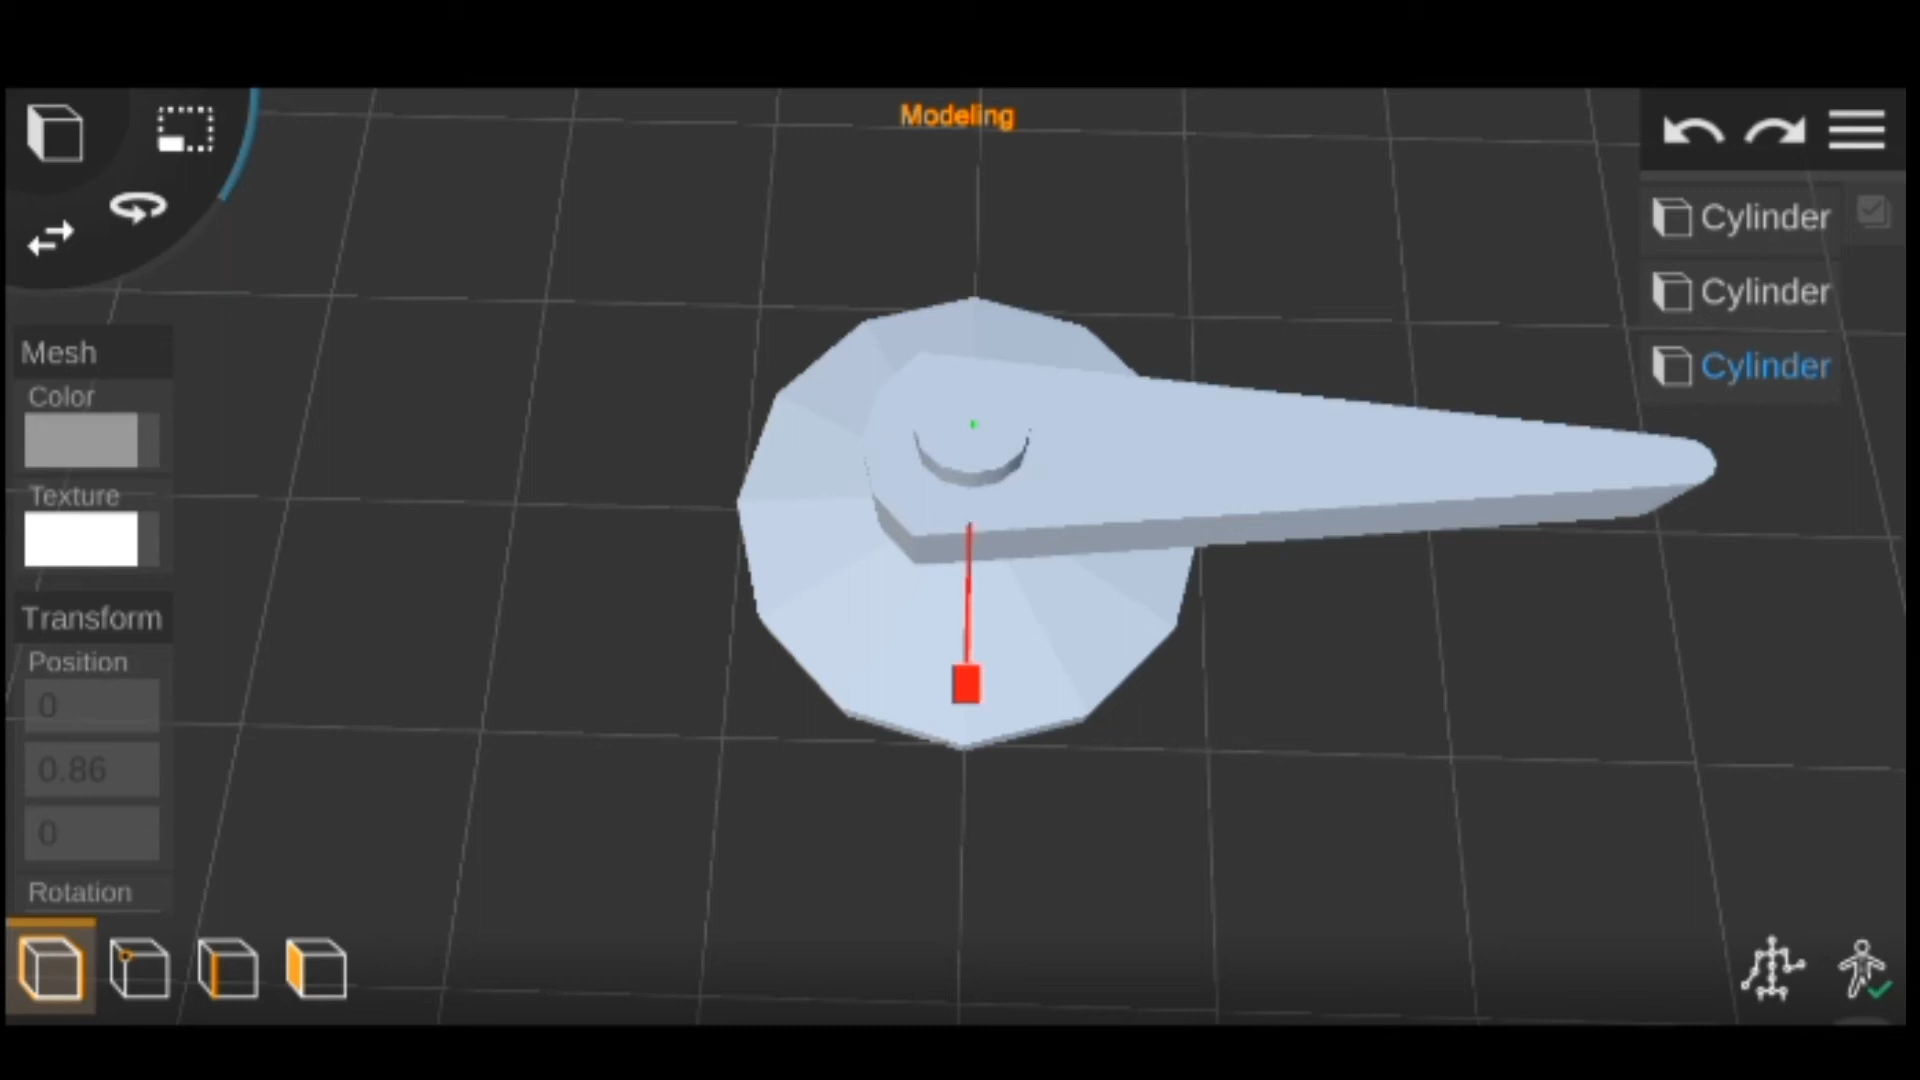 Modeling
Cylinder
Cylinder
Cylinder
Mesh
Color
Texture
Transform
Position
0
0.86
0
Rotation